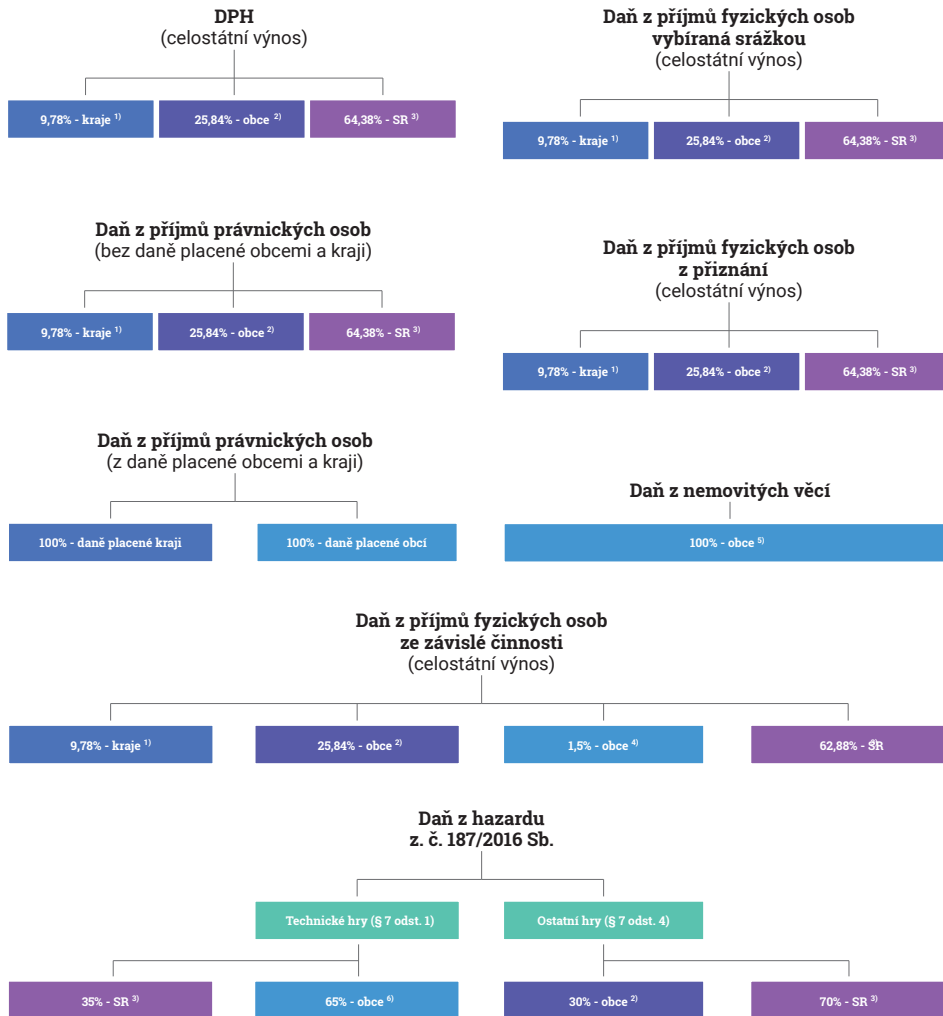 DPH
(celostátní výnos)
9,78% - kraje 1)
25,84% - obce 2)
64,38% - SR 3)
Daň z příjmů fyzických osob
vybíraná srážkou
(celostátní výnos)
9,78% - kraje 1)
25,84% - obce 2)
64,38% - SR 3)
Daň z příjmů právnických osob
(bez daně placené obcemi a kraji)
9,78% - kraje 1)
25,84% - obce 2)
64,38% - SR 3)
Daň z příjmů fyzických osob
z přiznání
(celostátní výnos)
9,78% - kraje 1)
25,84% - obce 2)
64,38% - SR 3)
Daň z příjmů právnických osob
(z daně placené obcemi a kraji)
100% - daně placené kraji
100% - daně placené obcí
Daň z nemovitých věcí
100% - obce 5)
Daň z příjmů fyzických osob
ze závislé činnosti
(celostátní výnos)
9,78% - kraje 1)
25,84% - obce 2)
1,5% - obce 4)
62,88% - SR
Daň z hazardu
z. č. 187/2016 Sb.
Technické hry (§ 7 odst. 1)
Ostatní hry (§ 7 odst. 4)
35% - SR 3)
65% - obce 6)
30% - obce 2)
70% - SR 3)